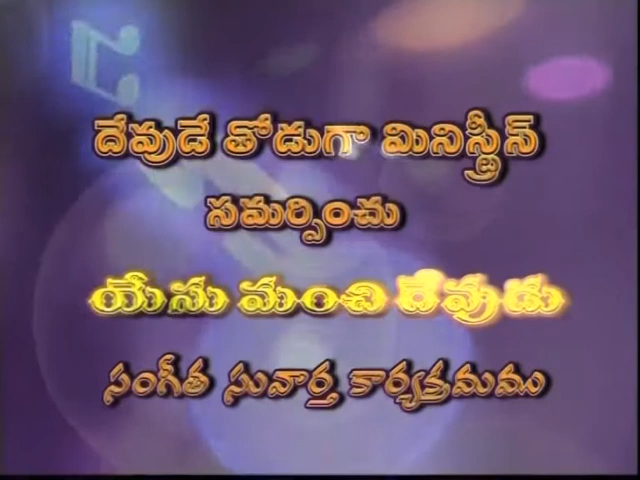 దేవుడే తోడుగా మినిస్ట్రీస్
సమర్పించు
యేసు మంచి దేవుడు
సంగీత సువార్త కార్యక్రమము